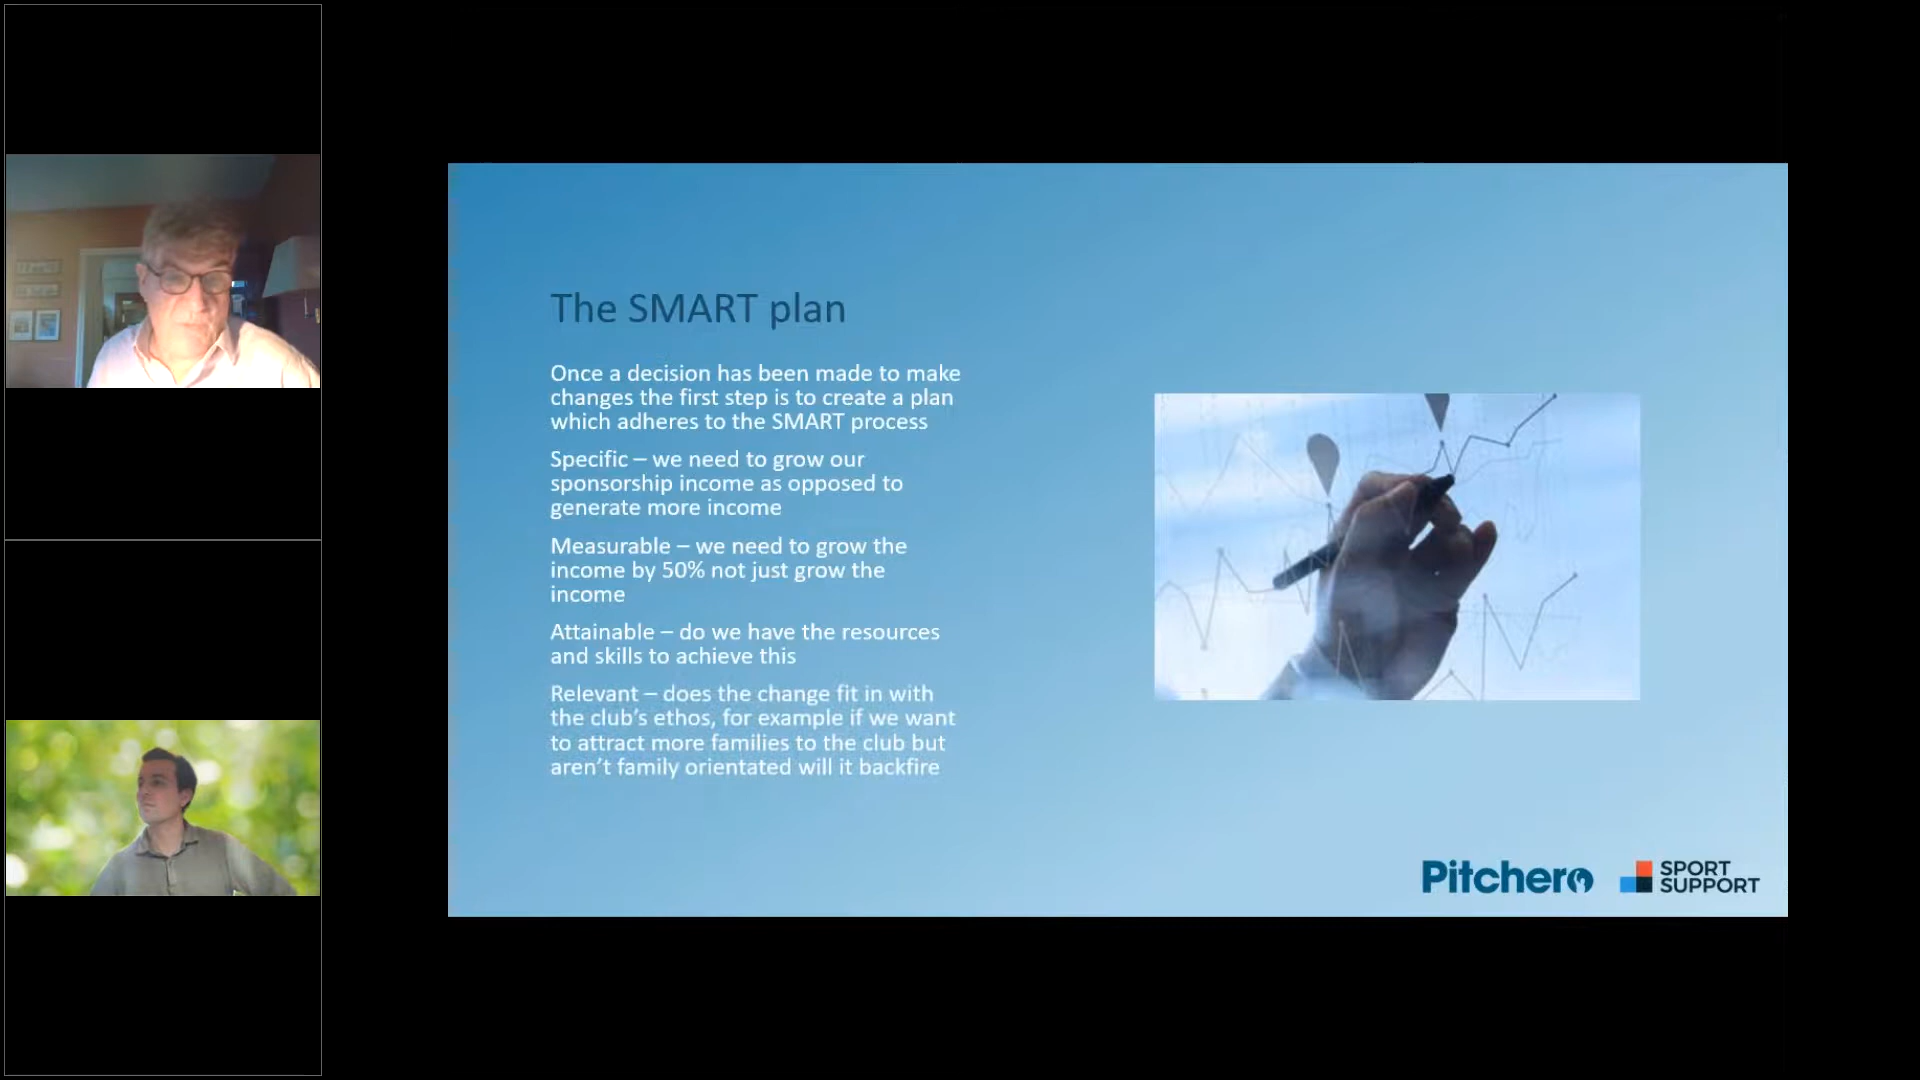 The SMART plan
Once a decision has been made to make
changes the first step is to create a plan
which adheres to the SMART process
Specific – we need to grow our
sponsorship income as opposed to
generate more income
Measurable – we need to grow the
income by 50% not just grow the
income
Attainable – do we have the resources
and skills to achieve this
Relevant – does the change fit in with
the club’s ethos, for example if we want
to attract more families to the club but
aren’t family orientated will it backfire
Pitchero
SPORT
SUPPORT